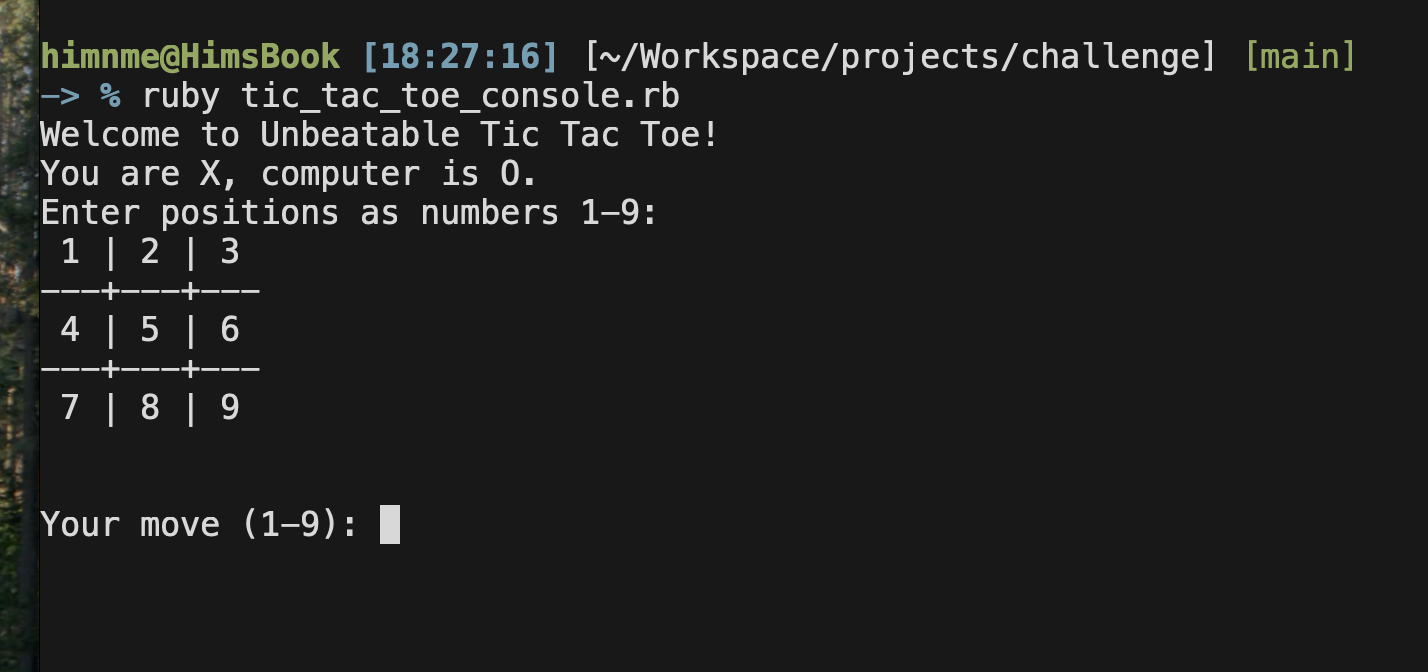 himnme@HimsBook [18:27:16] [~/Workspace/projects/challenge] [main]
-> % ruby tic_tac_toe_console.rb
Welcome to Unbeatable Tic Tac Toe!
You are X, computer is O.
Enter positions as numbers 1-9:
 1 | 2 | 3
---+---+---
 4 | 5 | 6
---+---+---
 7 | 8 | 9
Your move (1-9):